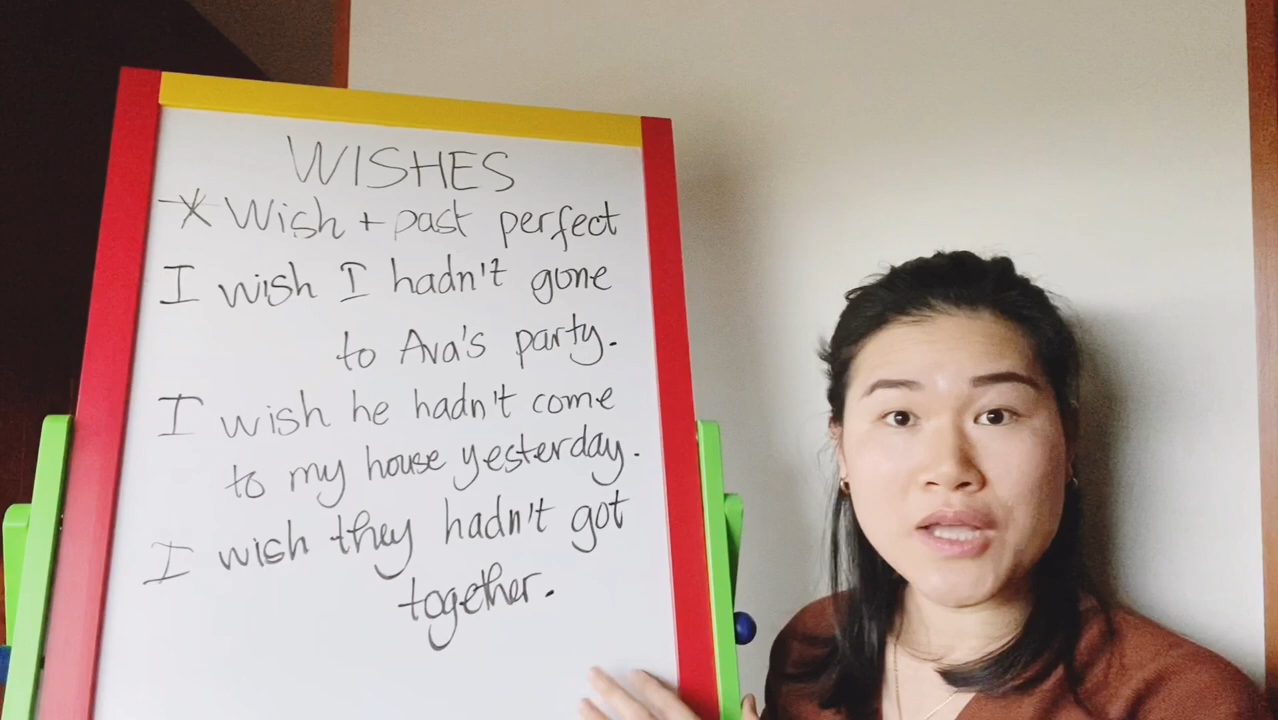 WISHES
* Wish + past perfect
I wish I hadn't gone
to Ava's party.
I wish he hadn't come
to my house yesterday.
I wish they hadn't got
together.